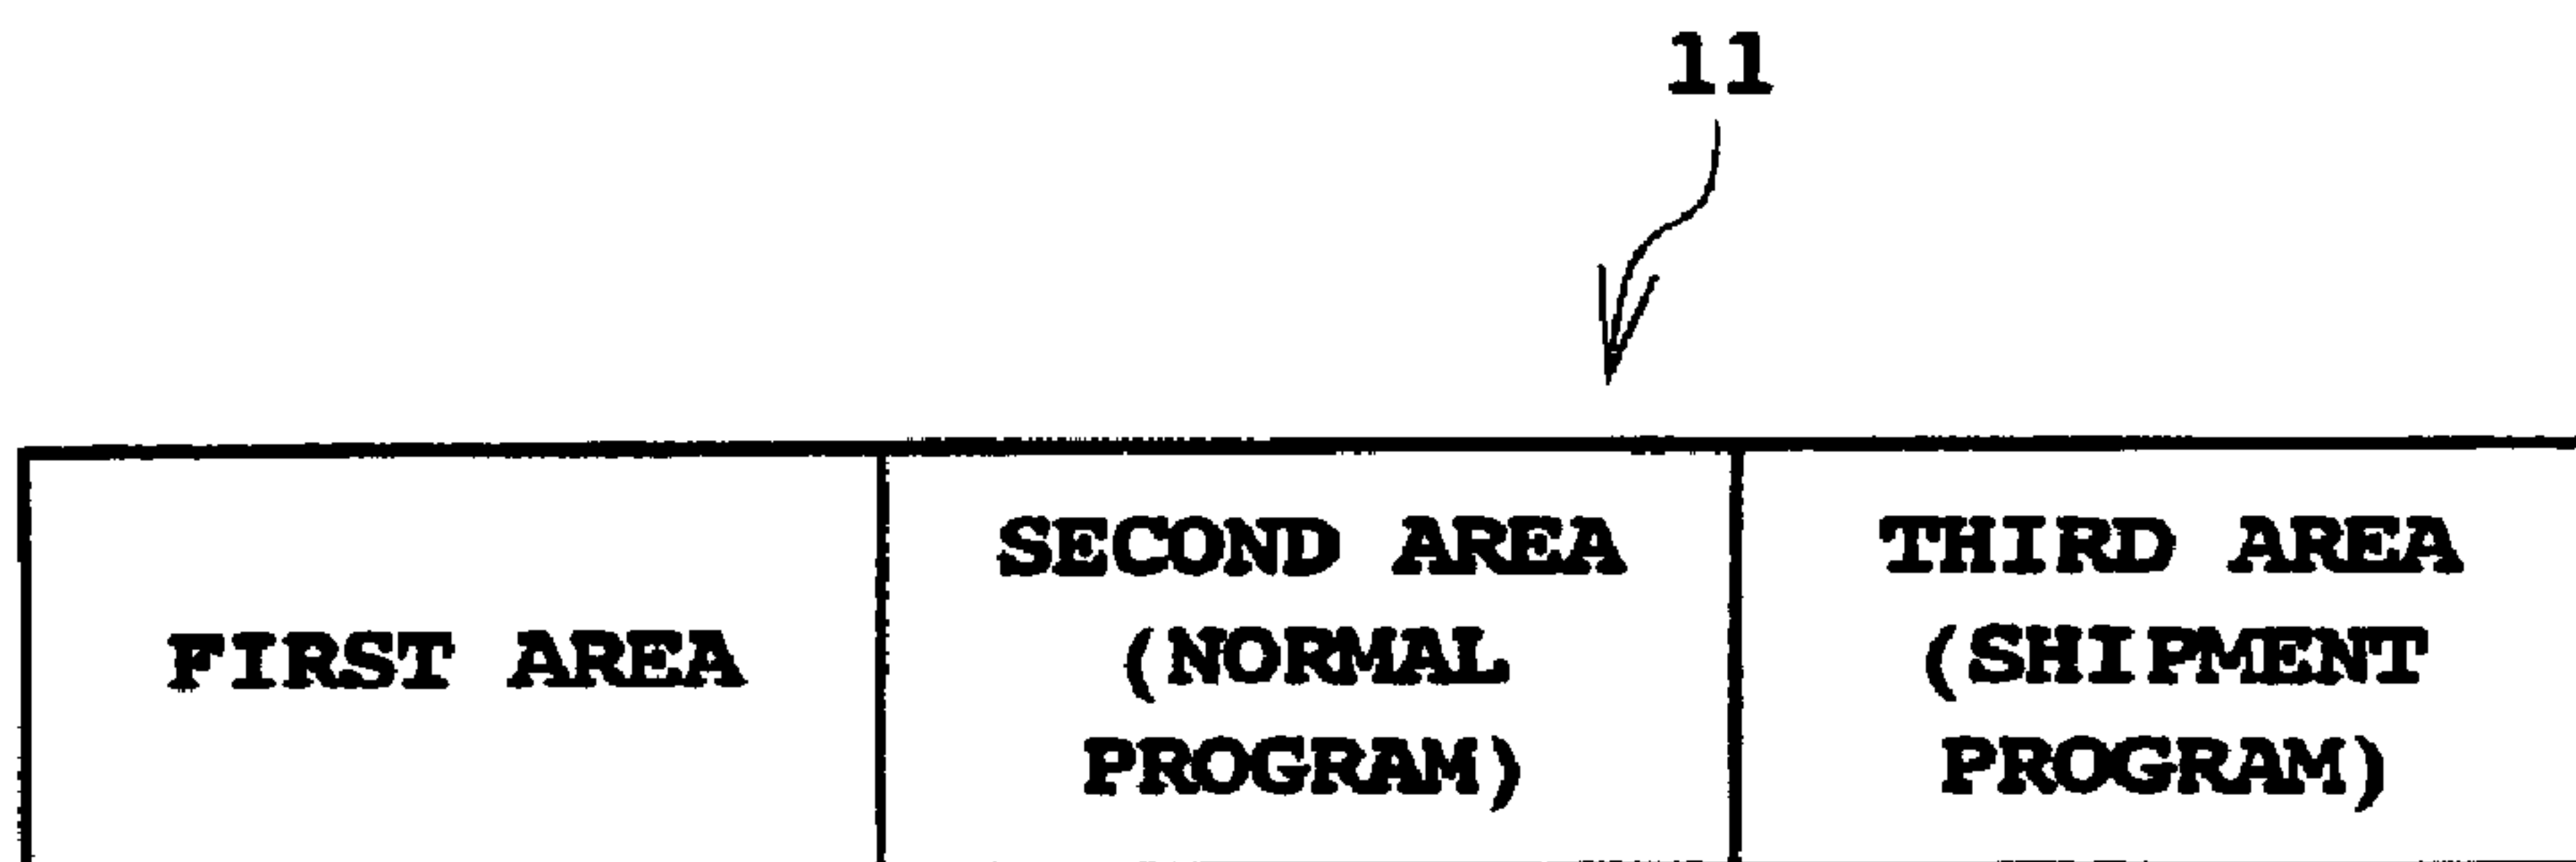 11
FIRST AREA
SECOND AREA
(NORMAL
PROGRAM)
THIRD AREA
(SHIPMENT
PROGRAM)